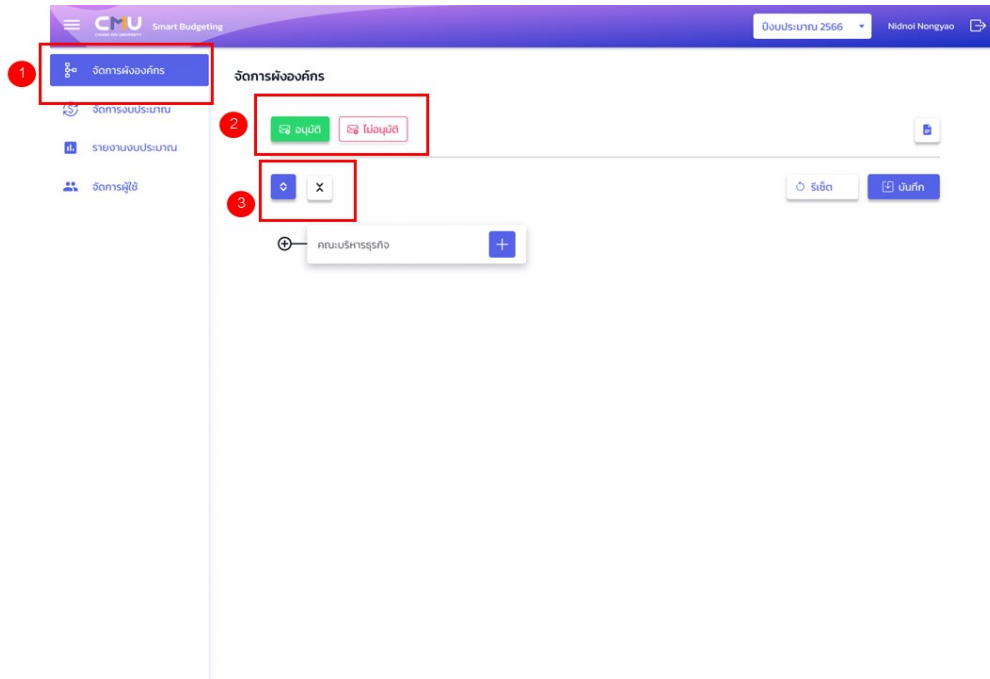 CMU Smart Budgeting
ปีงบประมาณ 2566
Nidnoi Nongyao
1
จัดการผังองค์กร
จัดการงบประมาณ
รายงานงบประมาณ
จัดการผู้ใช้
จัดการผังองค์กร
2
อนุมัติ
ไม่อนุมัติ
3
รีเซ็ต
บันทึก
คณะบริหารธุรกิจ